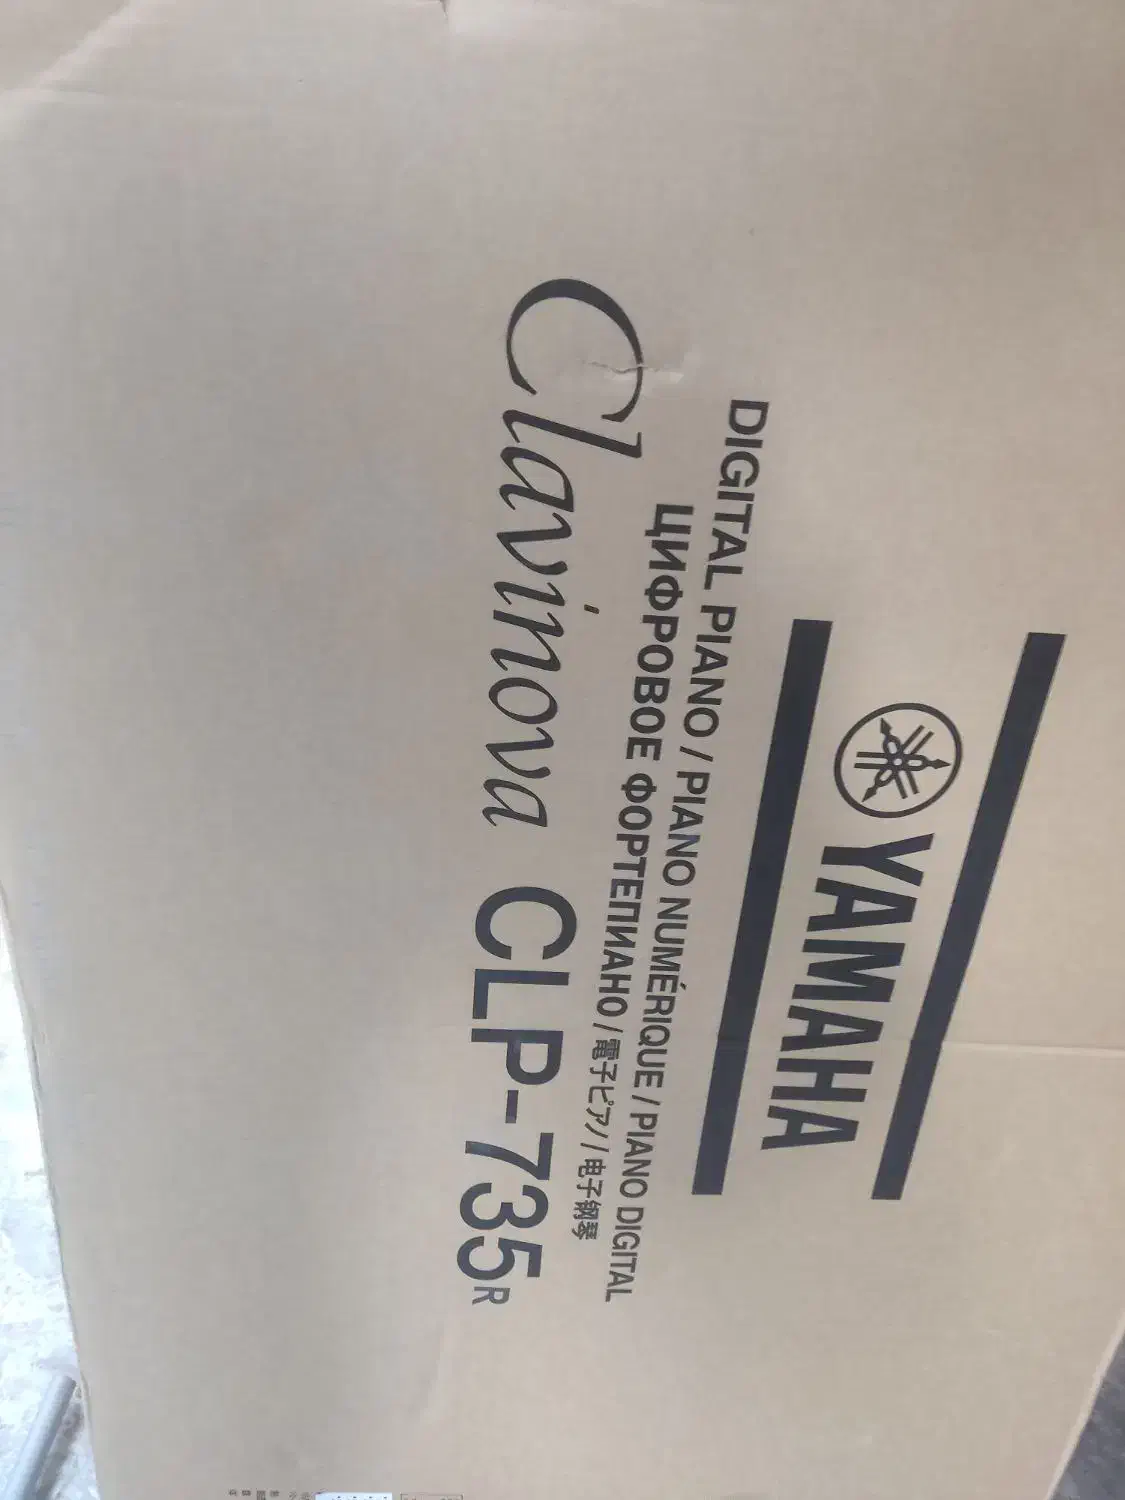 YAMAHA
DIGITAL PIANO / PIANO NUMÉRIQUE / PIANO DIGITAL
ЦИФРОВОЕ ФОРТЕПИАНО / 電子ピアノ / 电子钢琴
Clavinova CLP-735R